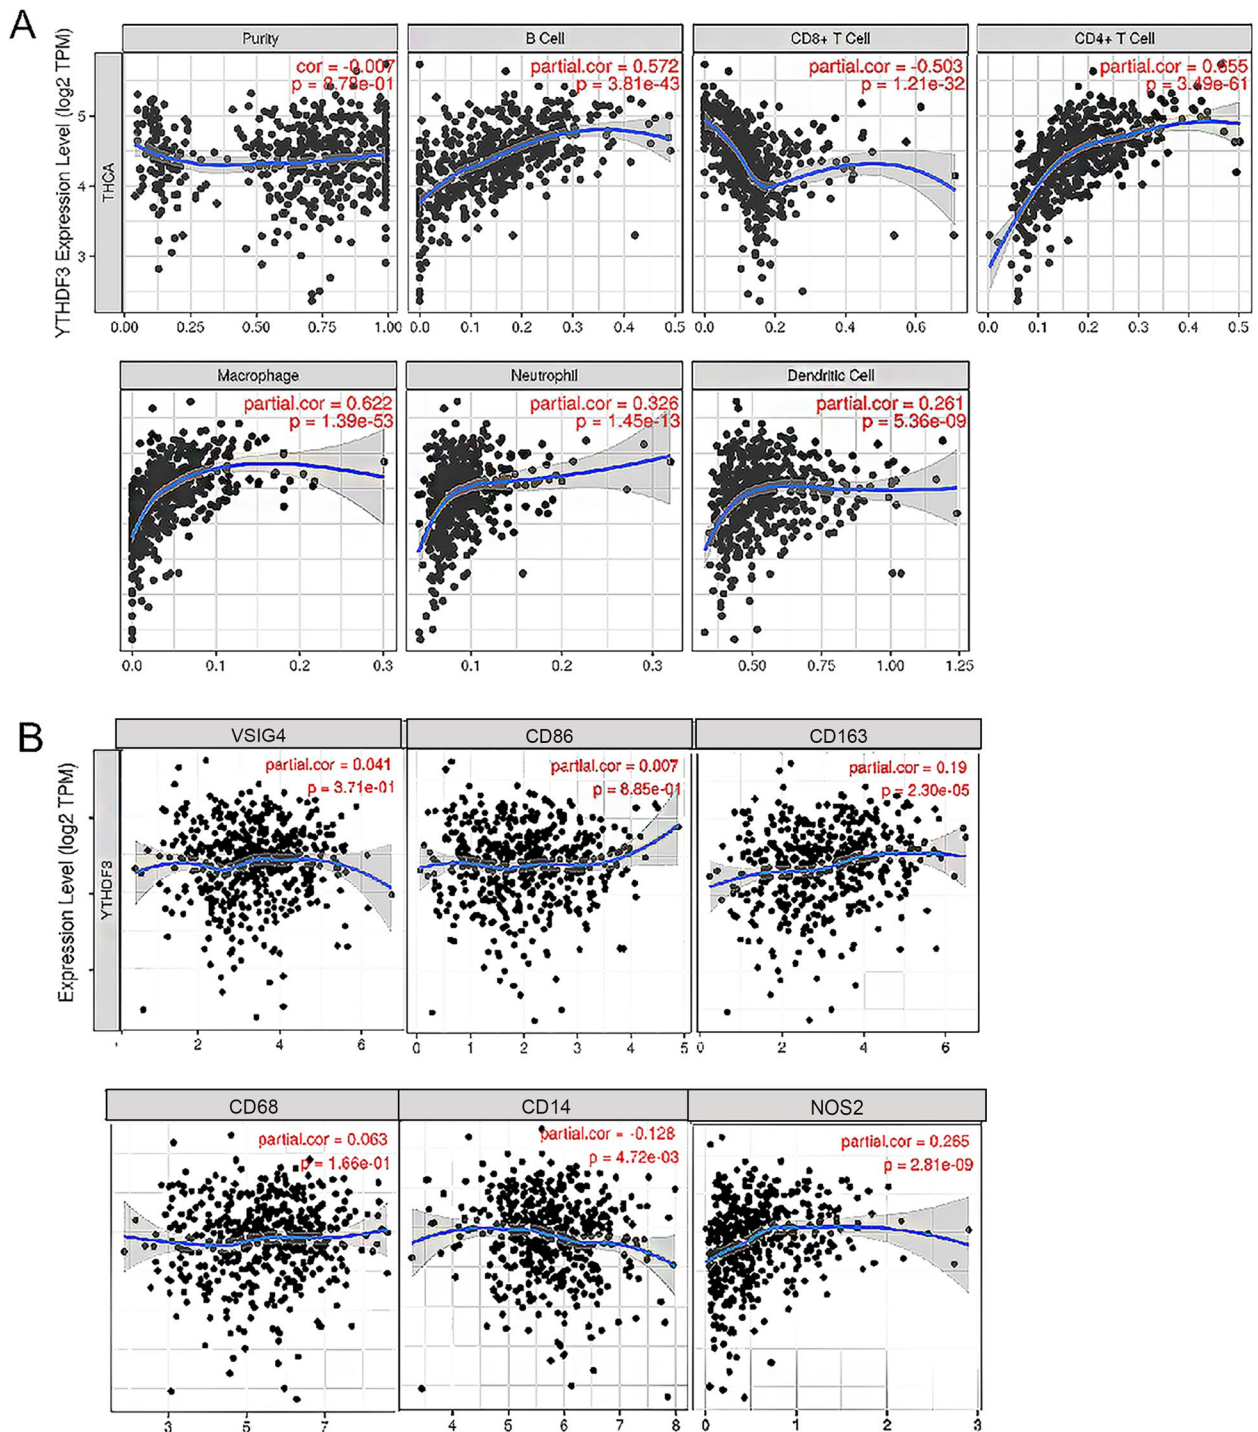 A
Purity
B Cell
CD8+ T Cell
CD4+ T Cell
YTHDF3 Expression Level (log2 TPM)
THCA
cor = -0.007
p = 8.78e-01
partial.cor = 0.572
p = 3.81e-43
partial.cor = -0.503
p = 1.21e-32
partial.cor = 0.655
p = 3.49e-61
5
4
3
0.00 0.25 0.50 0.75 1.00
0.0 0.1 0.2 0.3 0.4 0.5
0.0 0.2 0.4 0.6
0.0 0.1 0.2 0.3 0.4 0.5
Macrophage
Neutrophil
Dendritic Cell
partial.cor = 0.622
p = 1.39e-53
partial.cor = 0.326
p = 1.45e-13
partial.cor = 0.261
p = 5.36e-09
0.0 0.1 0.2 0.3
0.1 0.2 0.3
0.50 0.75 1.00 1.25
B
VSIG4
CD86
CD163
Expression Level (log2 TPM)
YTHDF3
partial.cor = 0.041
p = 3.71e-01
partial.cor = 0.007
p = 8.85e-01
partial.cor = 0.19
p = 2.30e-05
2 4 6
0 1 2 3 4 5
0 2 4 6
CD68
CD14
NOS2
partial.cor = 0.063
p = 1.66e-01
partial.cor = -0.128
p = 4.72e-03
partial.cor = 0.265
p = 2.81e-09
3 5 7
4 5 6 7 8
0 1 2 3